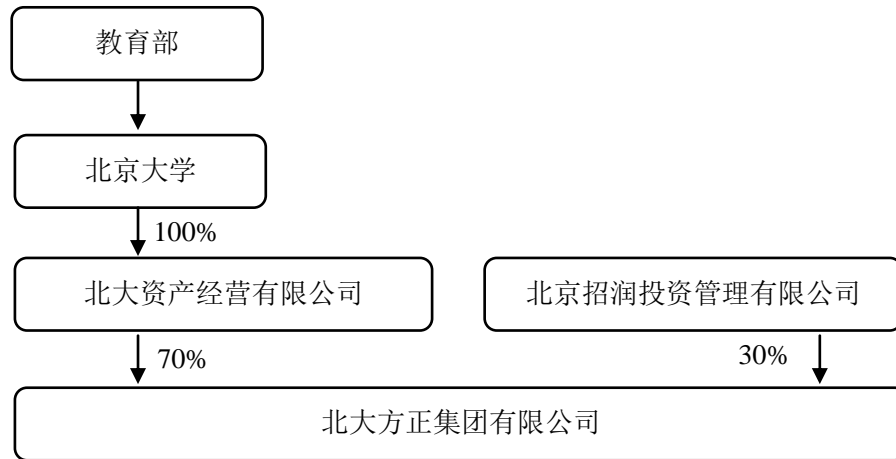 教育部
北京大学
100%
北大资产经营有限公司
北京招润投资管理有限公司
70%
30%
北大方正集团有限公司